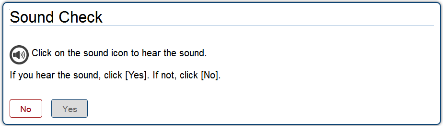 Sound Check
Click on the sound icon to hear the sound.
If you hear the sound, click [Yes]. If not, click [No].
No Yes